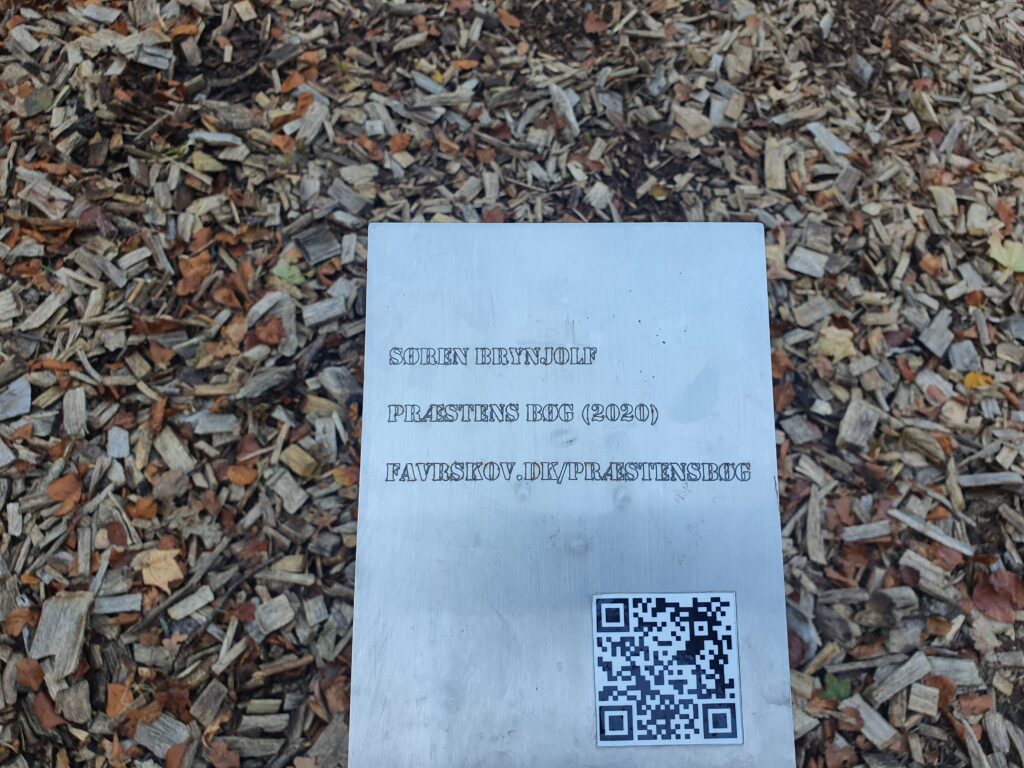 SØREN BRYNJOLF
PRÆSTENS BØG (2020)
FAVRSKOV.DK/PRÆSTENSBØG